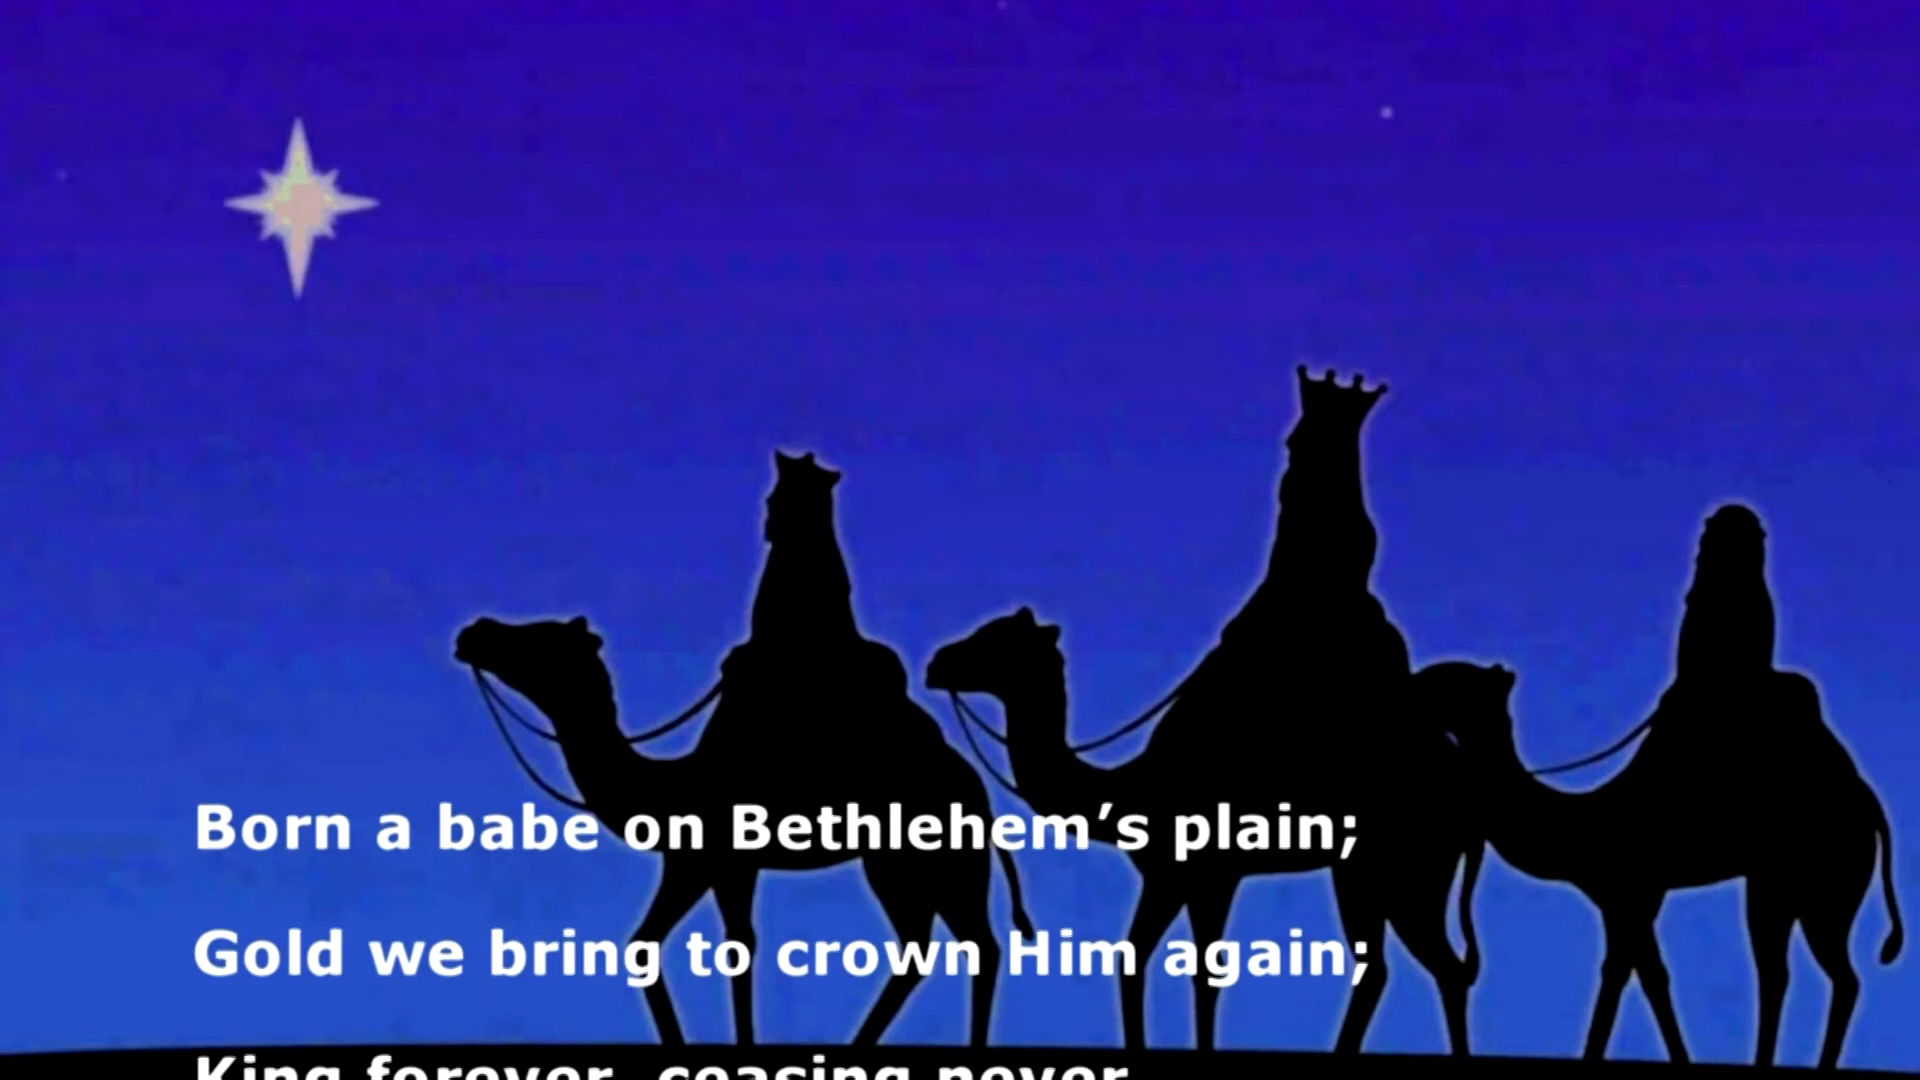 Born a babe on Bethlehem’s plain;
Gold we bring to crown Him again;
King forever, ceasing never